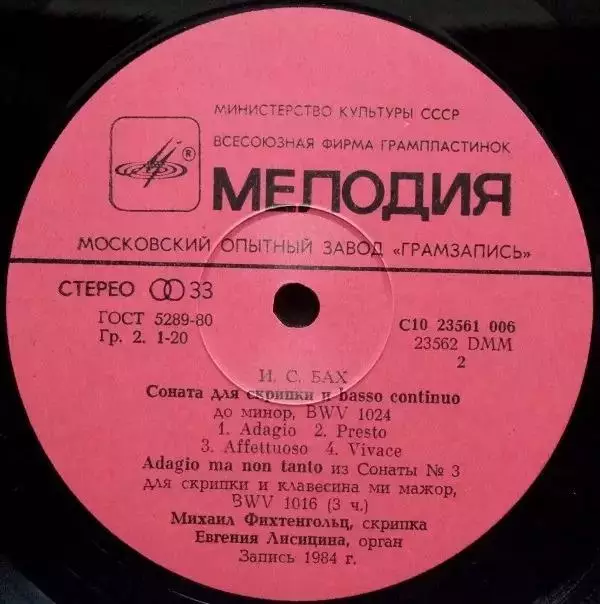 МИНИСТЕРСТВО КУЛЬТУРЫ СССР
ВСЕСОЮЗНАЯ ФИРМА ГРАМПЛАСТИНОК
®
МЕЛОДИЯ
МОСКОВСКИЙ ОПЫТНЫЙ ЗАВОД «ГРАМЗАПИСЬ»
СТЕРЕО 33
ГОСТ 5289-80
Гр. 2. 1-20
С10 23561 006
23562 DMM
2
И. С. БАХ
Соната для скрипки и basso continuo
до минор, BWV 1024
1. Adagio 2. Presto
3. Affettuoso 4. Vivace
Adagio ma non tanto из Сонаты № 3
для скрипки и клавесина ми мажор,
BWV 1016 (3 ч.)
Михаил Фихтенгольц, скрипка
Евгения Лисицина, орган
Запись 1984 г.